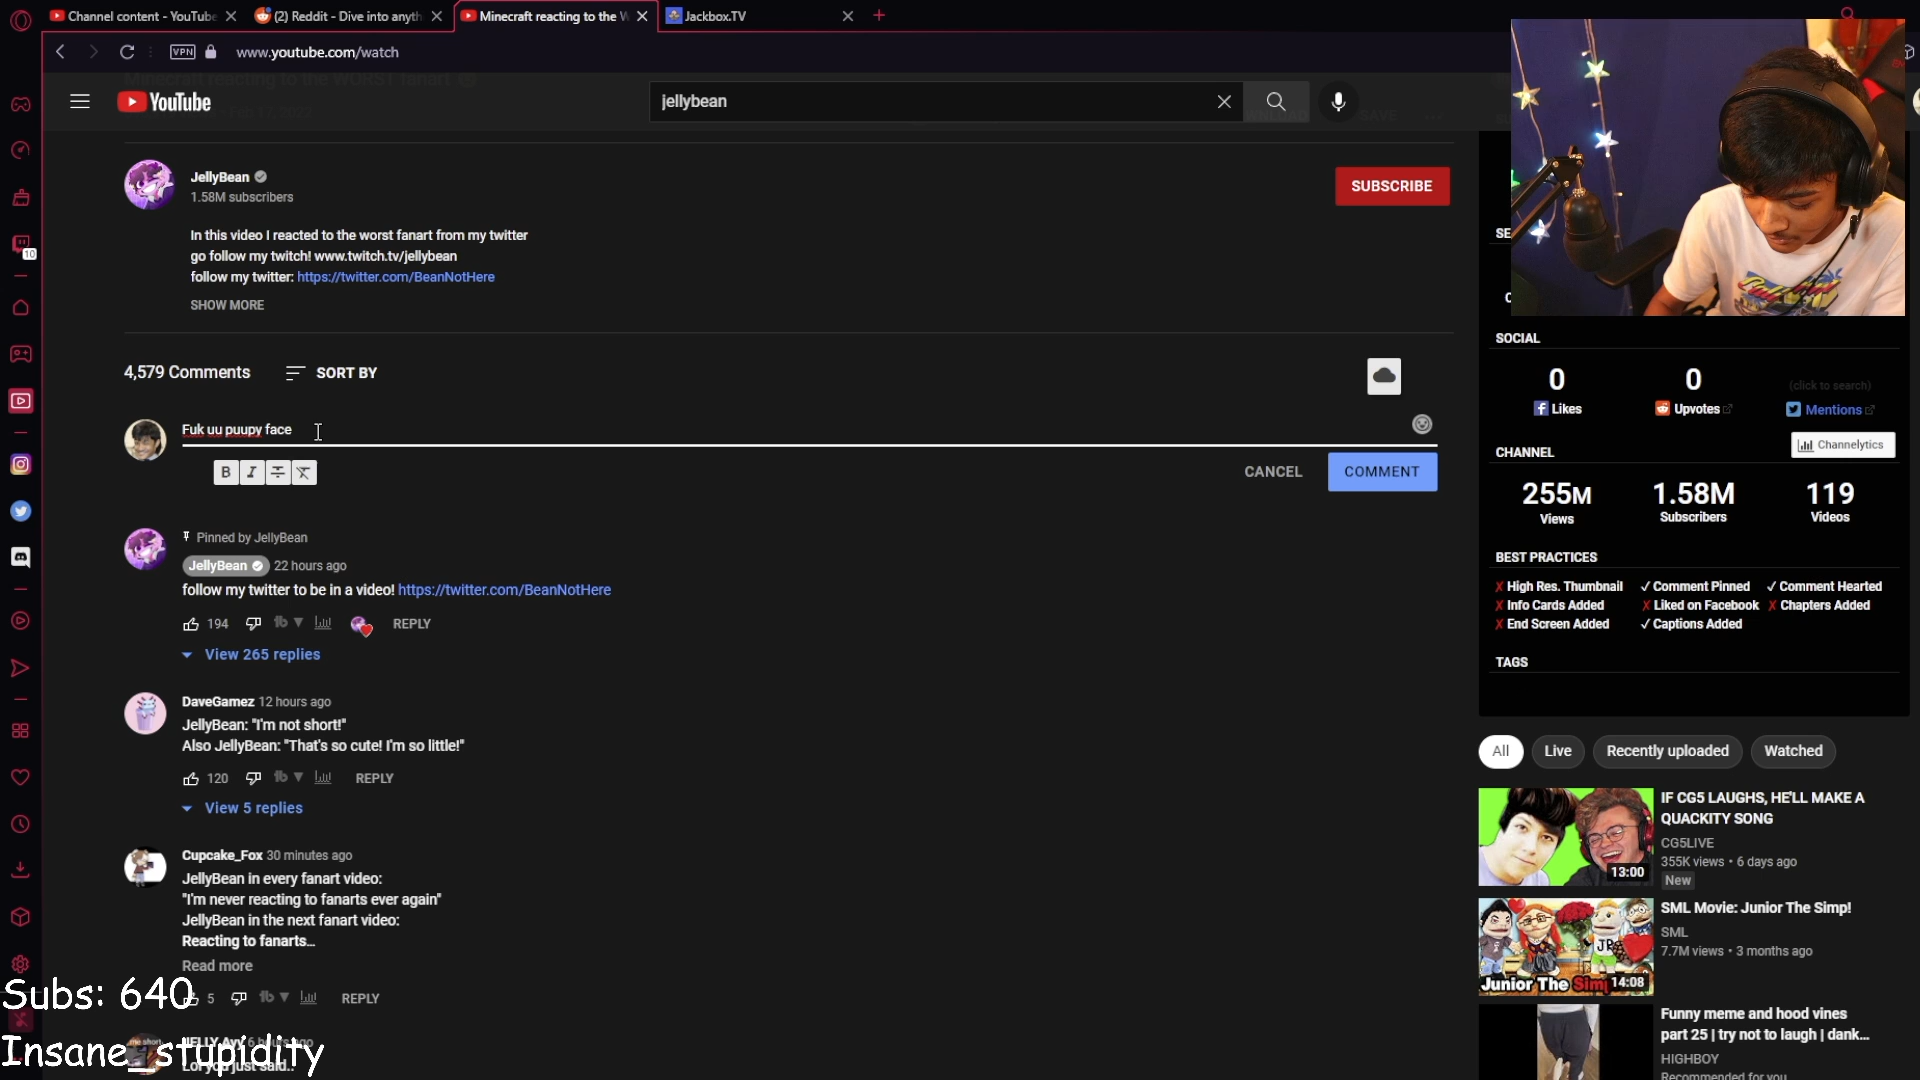 Channel content - YouTube
(2) Reddit - Dive into anyth
Minecraft reacting to the W
Jackbox.TV
VPN
www.youtube.com/watch
Minecraft reacting to the WORST fanart
YouTube
jellybean
JellyBean
1.58M subscribers
SUBSCRIBE
In this video I reacted to the worst fanart from my twitter
go follow my twitch! www.twitch.tv/jellybean
follow my twitter: https://twitter.com/BeanNotHere
SHOW MORE
4,579 Comments
SORT BY
Fuk uu puupy face
B I
CANCEL
COMMENT
Pinned by JellyBean
JellyBean 22 hours ago
follow my twitter to be in a video! https://twitter.com/BeanNotHere
194
REPLY
View 265 replies
DaveGamez 12 hours ago
JellyBean: "I'm not short!"
Also JellyBean: "That's so cute! I'm so little!"
120
REPLY
View 5 replies
Cupcake_Fox 30 minutes ago
JellyBean in every fanart video:
"I'm never reacting to fanarts ever again"
JellyBean in the next fanart video:
Reacting to fanarts...
Read more
5
REPLY
Subs: 640
Insane_stupidity
10
SE
SOCIAL
0
Likes
0
Upvotes
(click to search)
Mentions
CHANNEL
Channelytics
255M
Views
1.58M
Subscribers
119
Videos
BEST PRACTICES
✗ High Res. Thumbnail ✓ Comment Pinned ✓ Comment Hearted
✗ Info Cards Added ✗ Liked on Facebook ✗ Chapters Added
✗ End Screen Added ✓ Captions Added
TAGS
All
Live
Recently uploaded
Watched
IF CG5 LAUGHS, HE'LL MAKE A
QUACKITY SONG
CG5LIVE
355K views • 6 days ago
New
13:00
SML Movie: Junior The Simp!
SML
7.7M views • 3 months ago
JP
Junior The Simp
14:08
Funny meme and hood vines
part 25 | try not to laugh | dank...
HIGHBOY
Recommended for you